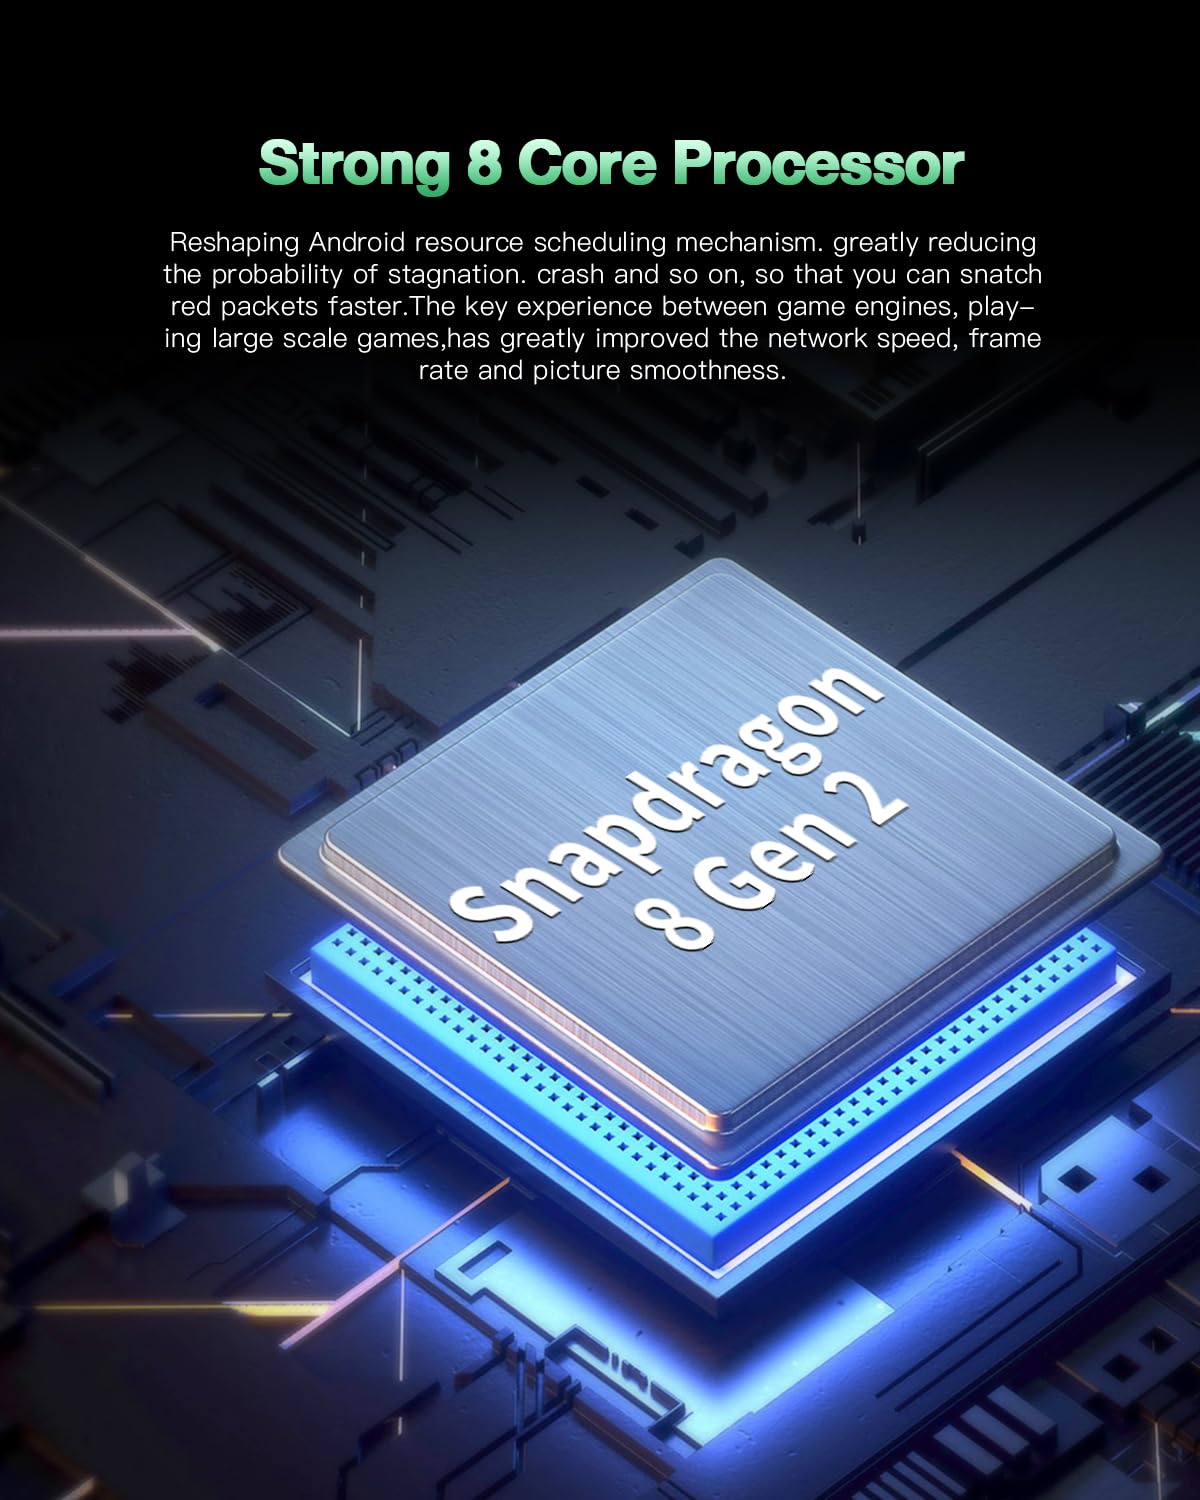 Strong 8 Core Processor
Reshaping Android resource scheduling mechanism. greatly reducing
the probability of stagnation. crash and so on, so that you can snatch
red packets faster.The key experience between game engines, play–
ing large scale games,has greatly improved the network speed, frame
rate and picture smoothness.
Snapdragon
8 Gen 2